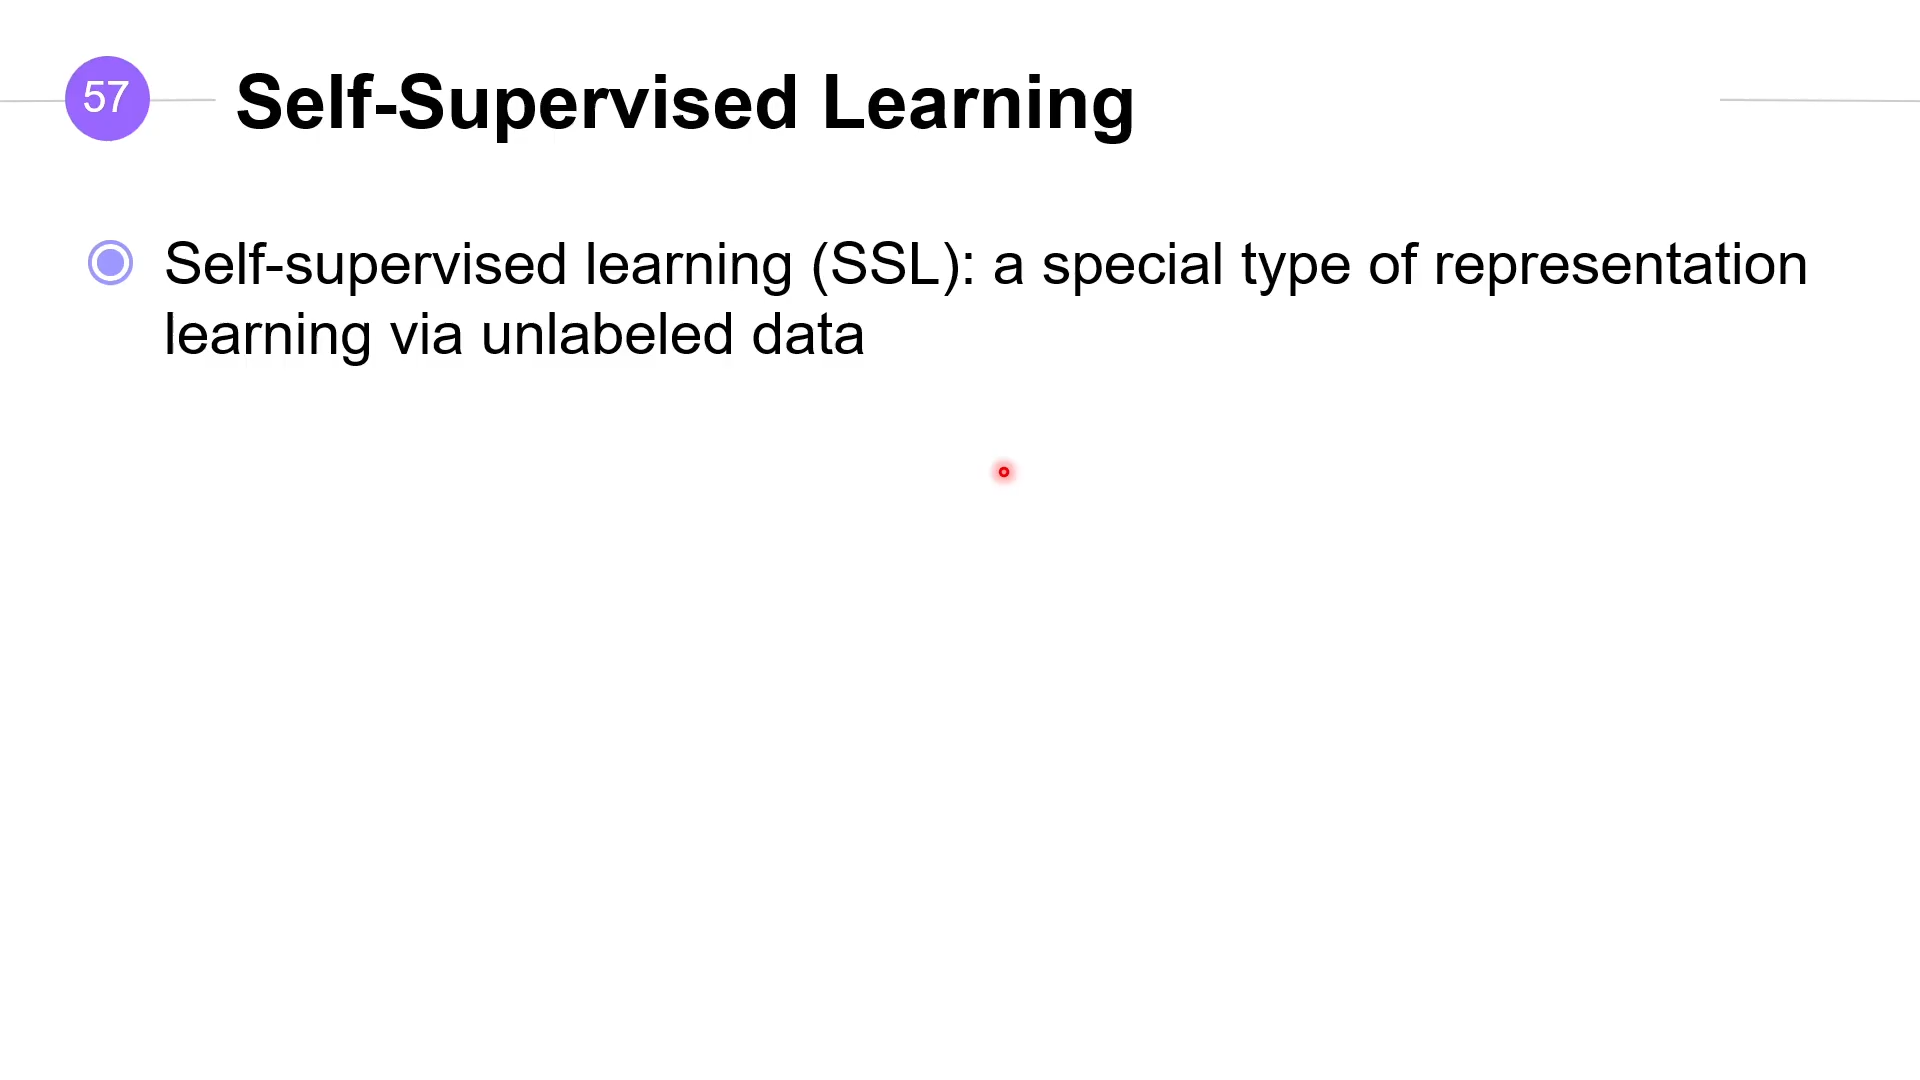 57
Self-Supervised Learning
Self-supervised learning (SSL): a special type of representation
learning via unlabeled data